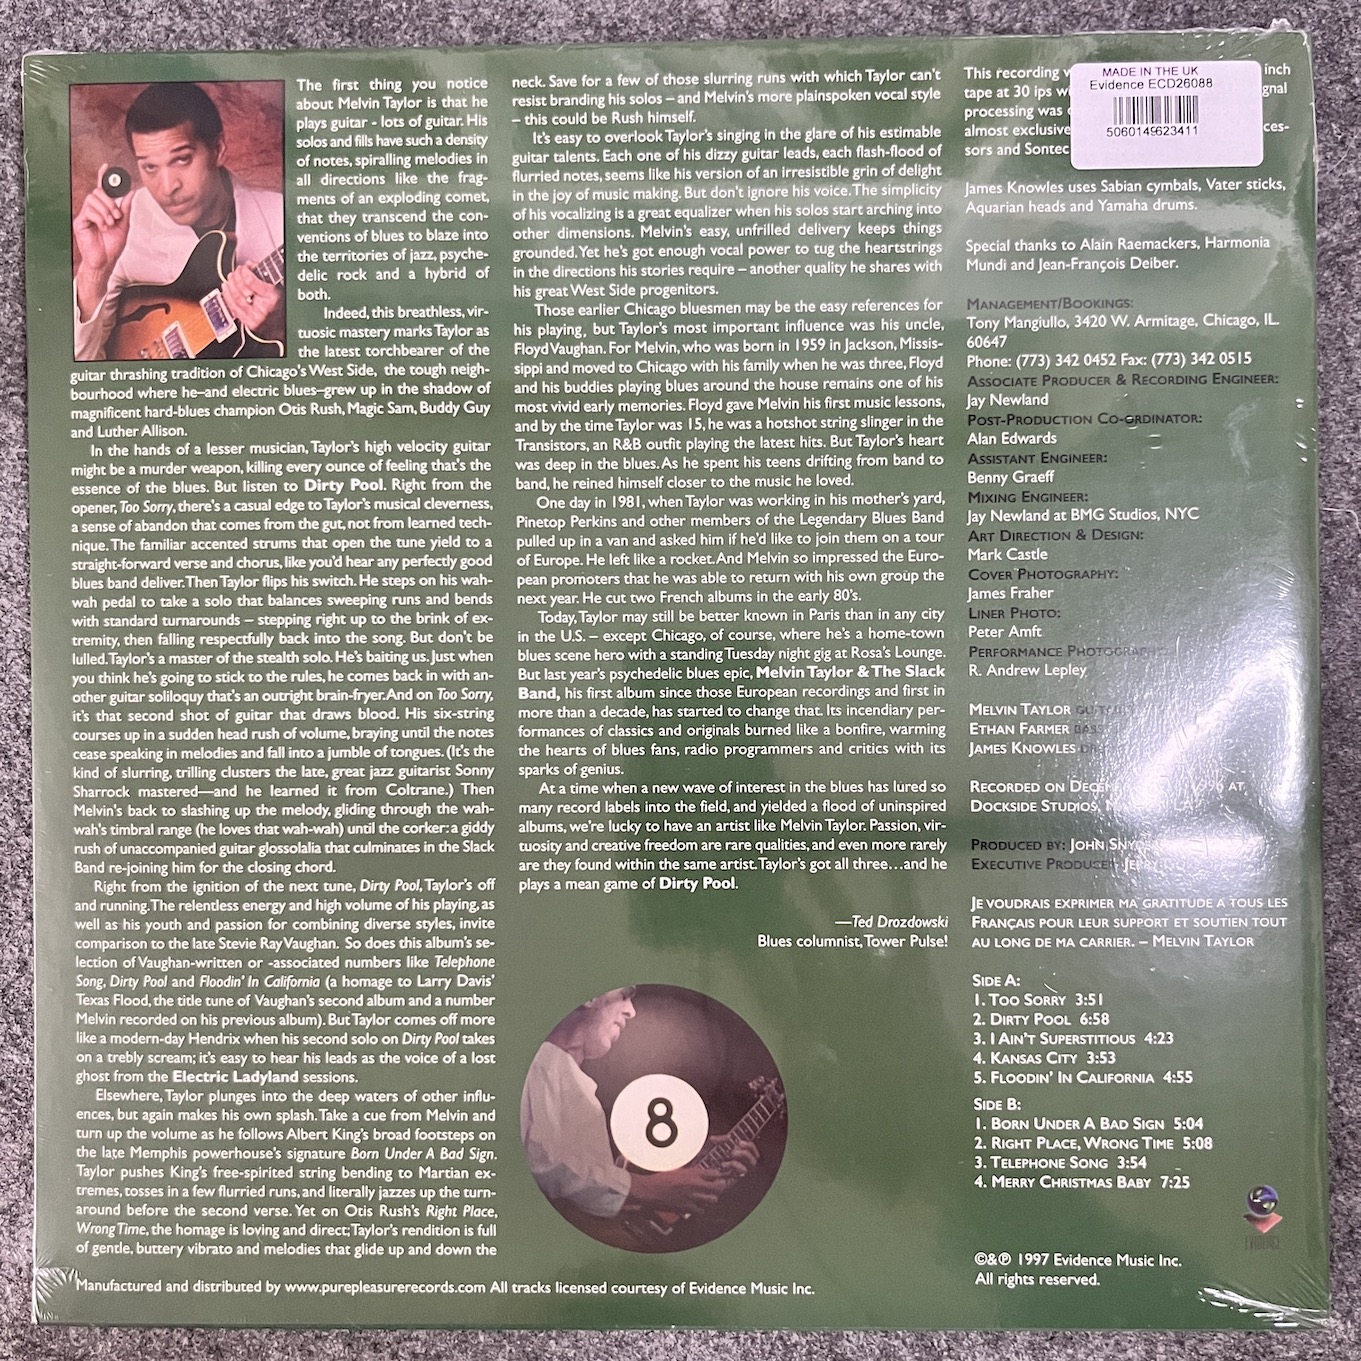 The first thing you notice
about Melvin Taylor is that he
plays guitar - lots of guitar. His
solos and fills have such a density
of notes, spiralling melodies in
all directions like the frag-
ments of an exploding comet,
that they transcend the con-
ventions of blues to blaze into
the territories of jazz, psyche-
delic rock and a hybrid of
both.
Indeed, this breathless, vir-
tuosic mastery marks Taylor as
the latest torchbearer of the
guitar thrashing tradition of Chicago's West Side, the tough neigh-
bourhood where he–and electric blues–grew up in the shadow of
magnificent hard-blues champion Otis Rush, Magic Sam, Buddy Guy
and Luther Allison.
In the hands of a lesser musician, Taylor's high velocity guitar
might be a murder weapon, killing every ounce of feeling that's the
essence of the blues. But listen to Dirty Pool. Right from the
opener, Too Sorry, there's a casual edge to Taylor's musical cleverness,
a sense of abandon that comes from the gut, not from learned tech-
nique. The familiar accented strums that open the tune yield to a
straight-forward verse and chorus, like you'd hear any perfectly good
blues band deliver. Then Taylor flips his switch. He steps on his wah-
wah pedal to take a solo that balances sweeping runs and bends
with standard turnarounds – stepping right up to the brink of ex-
tremity, then falling respectfully back into the song. But don't be
lulled. Taylor's a master of the stealth solo. He's baiting us. Just when
you think he's going to stick to the rules, he comes back in with an-
other guitar soliloquy that's an outright brain-fryer. And on Too Sorry,
it's that second shot of guitar that draws blood. His six-string
courses up in a sudden head rush of volume, braying until the notes
cease speaking in melodies and fall into a jumble of tongues. (It's the
kind of slurring, trilling clusters the late, great jazz guitarist Sonny
Sharrock mastered—and he learned it from Coltrane.) Then
Melvin's back to slashing up the melody, gliding through the wah-
wah's timbral range (he loves that wah-wah) until the corker: a giddy
rush of unaccompanied guitar glossolalia that culminates in the Slack
Band re-joining him for the closing chord.
Right from the ignition of the next tune, Dirty Pool, Taylor's off
and running. The relentless energy and high volume of his playing, as
well as his youth and passion for combining diverse styles, invite
comparison to the late Stevie Ray Vaughan. So does this album's se-
lection of Vaughan-written or -associated numbers like Telephone
Song, Dirty Pool and Floodin' In California (a homage to Larry Davis'
Texas Flood, the title tune of Vaughan's second album and a number
Melvin recorded on his previous album). But Taylor comes off more
like a modern-day Hendrix when his second solo on Dirty Pool takes
on a trebly scream; it's easy to hear his leads as the voice of a lost
ghost from the Electric Ladyland sessions.
Elsewhere, Taylor plunges into the deep waters of other influ-
ences, but again makes his own splash. Take a cue from Melvin and
turn up the volume as he follows Albert King's broad footsteps on
the late Memphis powerhouse's signature Born Under A Bad Sign.
Taylor pushes King's free-spirited string bending to Martian ex-
tremes, tosses in a few flurried runs, and literally jazzes up the turn-
around before the second verse. Yet on Otis Rush's Right Place,
Wrong Time, the homage is loving and direct; Taylor's rendition is full
of gentle, buttery vibrato and melodies that glide up and down the
neck. Save for a few of those slurring runs with which Taylor can't
resist branding his solos – and Melvin's more plainspoken vocal style
– this could be Rush himself.
It's easy to overlook Taylor's singing in the glare of his estimable
guitar talents. Each one of his dizzy guitar leads, each flash-flood of
flurried notes, seems like his version of an irresistible grin of delight
in the joy of music making. But don't ignore his voice. The simplicity
of his vocalizing is a great equalizer when his solos start arching into
other dimensions. Melvin's easy, unfrilled delivery keeps things
grounded. Yet he's got enough vocal power to tug the heartstrings
in the directions his stories require – another quality he shares with
his great West Side progenitors.
Those earlier Chicago bluesmen may be the easy references for
his playing, but Taylor's most important influence was his uncle,
Floyd Vaughan. For Melvin, who was born in 1959 in Jackson, Missis-
sippi and moved to Chicago with his family when he was three, Floyd
and his buddies playing blues around the house remains one of his
most vivid early memories. Floyd gave Melvin his first music lessons,
and by the time Taylor was 15, he was a hotshot string slinger in the
Transistors, an R&B outfit playing the latest hits. But Taylor's heart
was deep in the blues. As he spent his teens drifting from band to
band, he reined himself closer to the music he loved.
One day in 1981, when Taylor was working in his mother's yard,
Pinetop Perkins and other members of the Legendary Blues Band
pulled up in a van and asked him if he'd like to join them on a tour
of Europe. He left like a rocket. And Melvin so impressed the Euro-
pean promoters that he was able to return with his own group the
next year. He cut two French albums in the early 80's.
Today, Taylor may still be better known in Paris than in any city
in the U.S. – except Chicago, of course, where he's a home-town
blues scene hero with a standing Tuesday night gig at Rosa's Lounge.
But last year's psychedelic blues epic, Melvin Taylor & The Slack
Band, his first album since those European recordings and first in
more than a decade, has started to change that. Its incendiary per-
formances of classics and originals burned like a bonfire, warming
the hearts of blues fans, radio programmers and critics with its
sparks of genius.
At a time when a new wave of interest in the blues has lured so
many record labels into the field, and yielded a flood of uninspired
albums, we're lucky to have an artist like Melvin Taylor. Passion, vir-
tuosity and creative freedom are rare qualities, and even more rarely
are they found within the same artist. Taylor's got all three...and he
plays a mean game of Dirty Pool.
—Ted Drozdowski
Blues columnist, Tower Pulse!
8
This recording inch
tape at 30 ips
processing was
almost exclusive
sors and Sontec
MADE IN THE UK
Evidence ECD26088
5060149623411
James Knowles uses Sabian cymbals, Vater sticks,
Aquarian heads and Yamaha drums.
Special thanks to Alain Raemackers, Harmonia
Mundi and Jean-François Deiber.
MANAGEMENT/BOOKINGS:
Tony Mangiullo, 3420 W. Armitage, Chicago, IL
60647
Phone: (773) 342 0452 Fax: (773) 342 0515
ASSOCIATE PRODUCER & RECORDING ENGINEER:
Jay Newland
POST-PRODUCTION CO-ORDINATOR:
Alan Edwards
ASSISTANT ENGINEER:
Benny Graeff
MIXING ENGINEER:
Jay Newland at BMG Studios, NYC
ART DIRECTION & DESIGN:
Mark Castle
COVER PHOTOGRAPHY:
James Fraher
LINER PHOTO:
Peter Amft
PERFORMANCE PHOTOGRAPHY:
R. Andrew Lepley
MELVIN TAYLOR
ETHAN FARMER
JAMES KNOWLES
RECORDED ON AT
DOCKSIDE STUDIOS,
PRODUCED BY: JOHN
EXECUTIVE PRODUCER:
JE VOUDRAIS EXPRIMER MA GRATITUDE A TOUS LES
FRANÇAIS POUR LEUR SUPPORT ET SOUTIEN TOUT
AU LONG DE MA CARRIER. – MELVIN TAYLOR
SIDE A:
1. TOO SORRY 3:51
2. DIRTY POOL 6:58
3. I AIN'T SUPERSTITIOUS 4:23
4. KANSAS CITY 3:53
5. FLOODIN' IN CALIFORNIA 4:55
SIDE B:
1. BORN UNDER A BAD SIGN 5:04
2. RIGHT PLACE, WRONG TIME 5:08
3. TELEPHONE SONG 3:54
4. MERRY CHRISTMAS BABY 7:25
EVIDENCE
©&℗ 1997 Evidence Music Inc.
All rights reserved.
Manufactured and distributed by www.purepleasurerecords.com All tracks licensed courtesy of Evidence Music Inc.